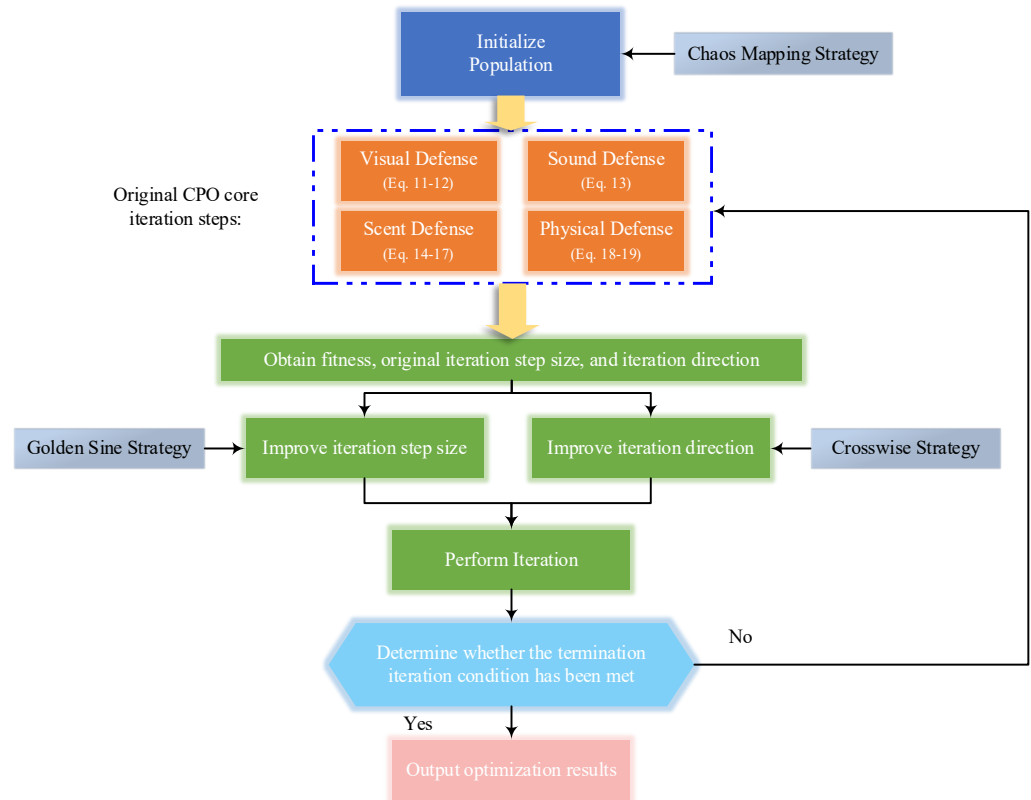 Initialize
Population
Chaos Mapping Strategy
Original CPO core
iteration steps:
Visual Defense
(Eq. 11-12)
Sound Defense
(Eq. 13)
Scent Defense
(Eq. 14-17)
Physical Defense
(Eq. 18-19)
Obtain fitness, original iteration step size, and iteration direction
Golden Sine Strategy
Improve iteration step size
Improve iteration direction
Crosswise Strategy
Perform Iteration
Determine whether the termination
iteration condition has been met
No
Yes
Output optimization results